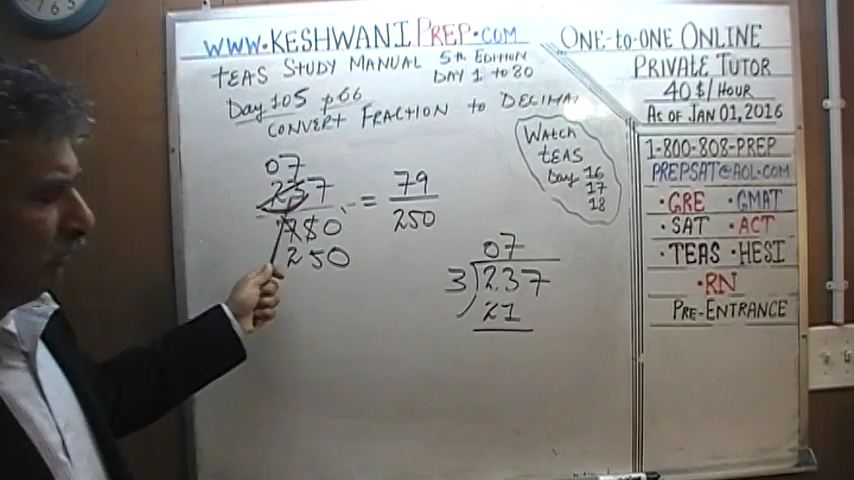 WWW.KESHWANIPREP.COM
TEAS STUDY MANUAL 5th EDITION
DAY 1 to 80
Day 105 p66
CONVERT FRACTION to DECIMAL
WATCH
tEAS
Day 16
17
18
07
237
750 = 79
250
250
07
3)237
21
ONE-to-ONE ONLINE
PRIVATE TUTOR
40$/HOUR
AS OF JAN 01,2016
1-800-808-PREP
PREPSAT@AOL.COM
•GRE •GMAT
•SAT •ACT
•TEAS •HESI
•RN
PRE-ENTRANCE